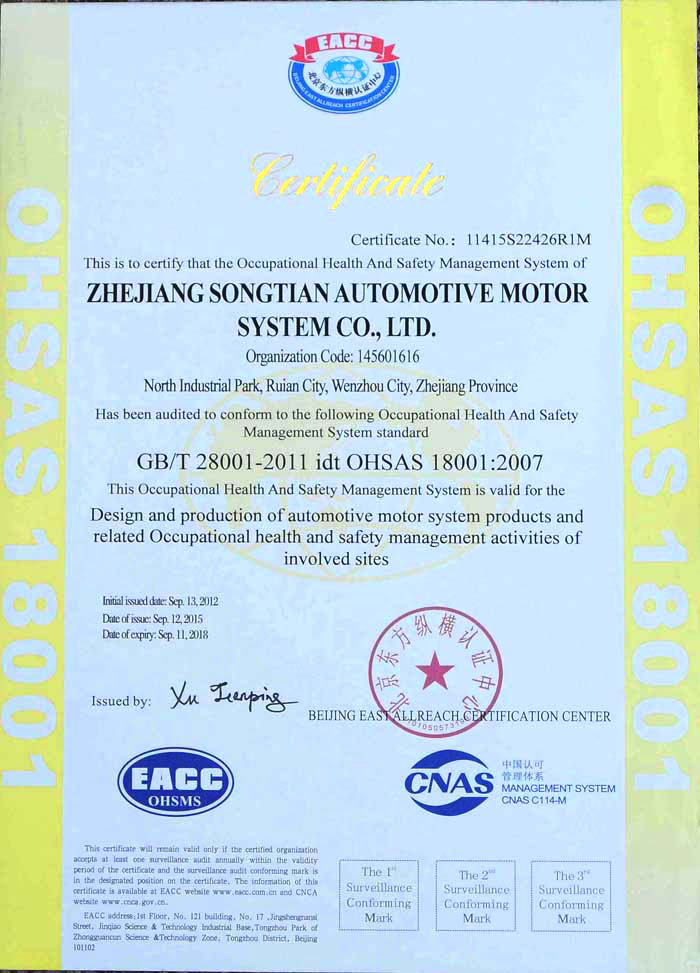 EACC
北京东方纵横认证中心
BEIJING EAST ALLREACH CERTIFICATION CENTER
Certificate
OHSAS 18001
OHSAS 18001
Certificate No.: 11415S22426R1M
This is to certify that the Occupational Health And Safety Management System of
ZHEJIANG SONGTIAN AUTOMOTIVE MOTOR
SYSTEM CO., LTD.
Organization Code: 145601616
North Industrial Park, Ruian City, Wenzhou City, Zhejiang Province
Has been audited to conform to the following Occupational Health And Safety
Management System standard
GB/T 28001-2011 idt OHSAS 18001:2007
This Occupational Health And Safety Management System is valid for the
Design and production of automotive motor system products and
related Occupational health and safety management activities of
involved sites
Initial issued date: Sep. 13, 2012
Date of issue: Sep. 12, 2015
Date of expiry: Sep. 11, 2018
Issued by: Xu Tienping
北京东方纵横认证中心
BEIJING EAST ALLREACH CERTIFICATION CENTER
EACC
OHSMS
CNAS
中国认可
管理体系
MANAGEMENT SYSTEM
CNAS C114-M
This certificate will remain valid only if the certified organization
accepts at least one surveillance audit annually within the validity
period of the certificate and the surveillance audit conforming mark is
in the designated position on the certificate. The information of this
certificate is available at EACC website www.eacc.com.cn and CNCA
website www.cnca.gov.cn.
EACC address:1st Floor, No. 121 building, No. 17 ,Jingshengnansi
Street, Jinqiao Science & Technology Industrial Base,Tongzhou Park of
Zhongguancun Science &Technology Zone, Tongzhou District, Beijing
101102
The 1st
Surveillance
Conforming
Mark
The 2nd
Surveillance
Conforming
Mark
The 3rd
Surveillance
Conforming
Mark